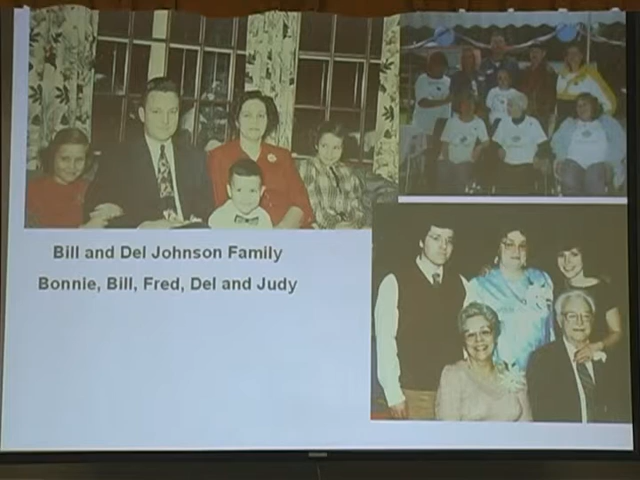 Bill and Del Johnson Family
Bonnie, Bill, Fred, Del and Judy